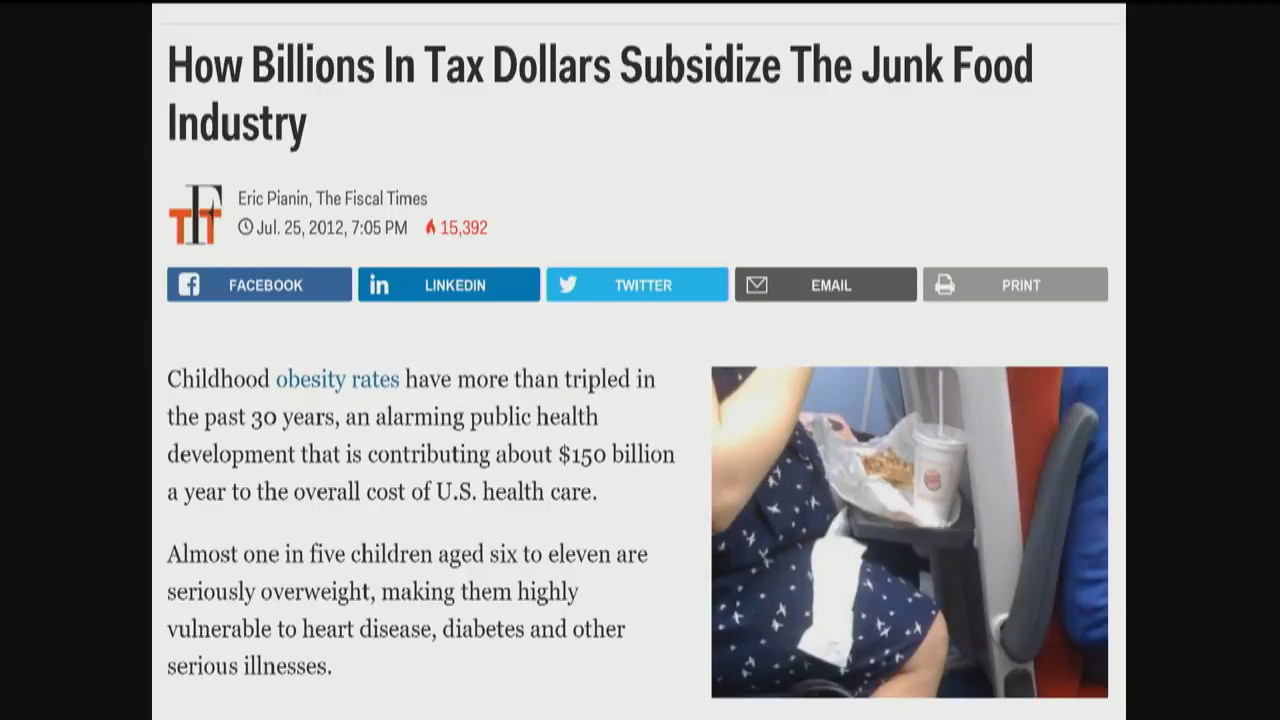 How Billions In Tax Dollars Subsidize The Junk Food
Industry
TFT
Eric Pianin, The Fiscal Times
Jul. 25, 2012, 7:05 PM 15,392
FACEBOOK LINKEDIN TWITTER EMAIL PRINT
Childhood obesity rates have more than tripled in
the past 30 years, an alarming public health
development that is contributing about $150 billion
a year to the overall cost of U.S. health care.
Almost one in five children aged six to eleven are
seriously overweight, making them highly
vulnerable to heart disease, diabetes and other
serious illnesses.